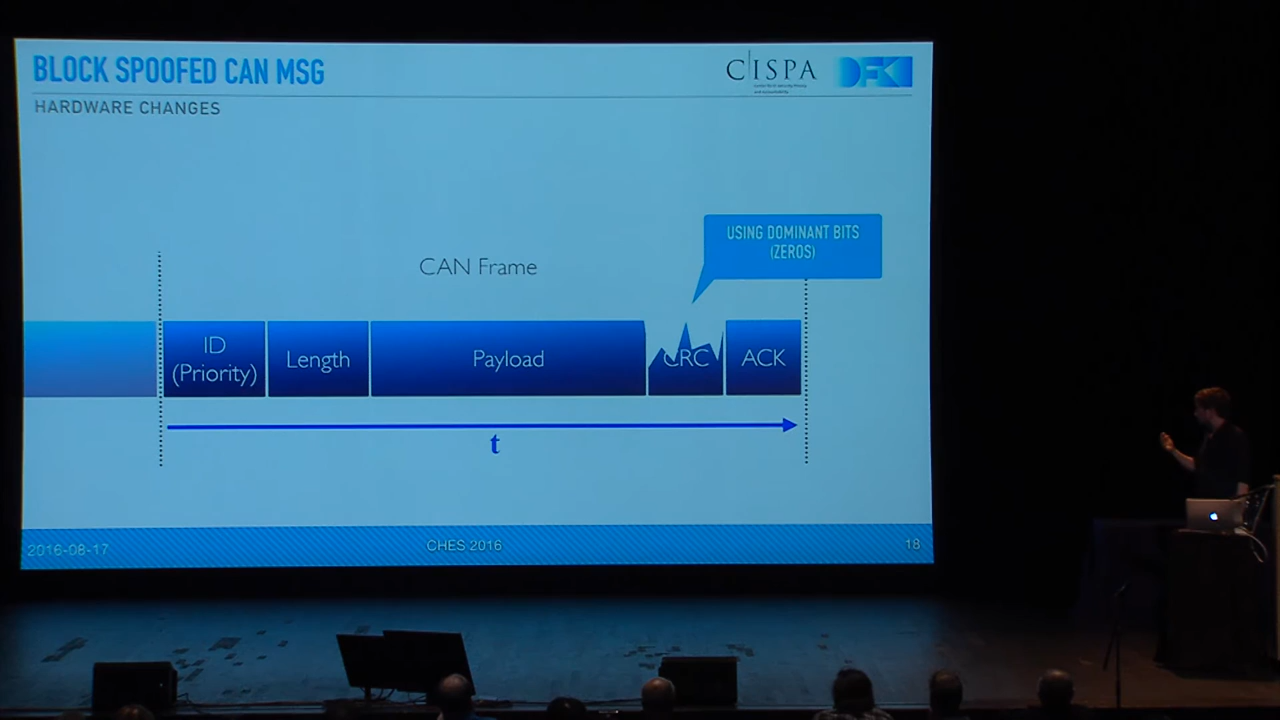 BLOCK SPOOFED CAN MSG
CISPA
DFKI
HARDWARE CHANGES
USING DOMINANT BITS
(ZEROS)
CAN Frame
ID
(Priority)
Length
Payload
CRC
ACK
t
2016-08-17
CHES 2016
18